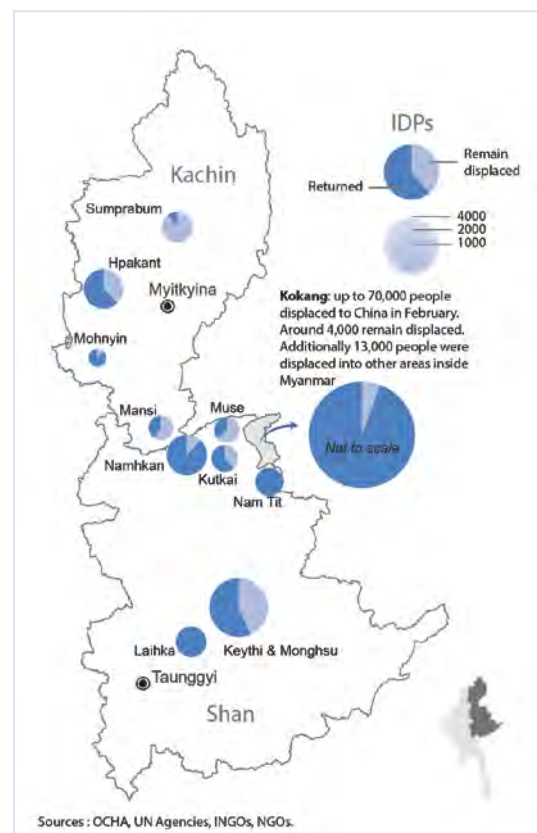 IDPs
Remain
displaced
Returned
4000
2000
1000
Kachin
Sumprabum
Hpakant
Myitkyina
Kokang: up to 70,000 people
displaced to China in February.
Around 4,000 remain displaced.
Additionally 13,000 people were
displaced into other areas inside
Myanmar
Mohnyin
Mansi
Muse
Not to scale
Namhkan
Kutkai
Nam Tit
Laihka
Keythi & Monghsu
Taunggyi
Shan
Sources : OCHA, UN Agencies, INGOs, NGOs.